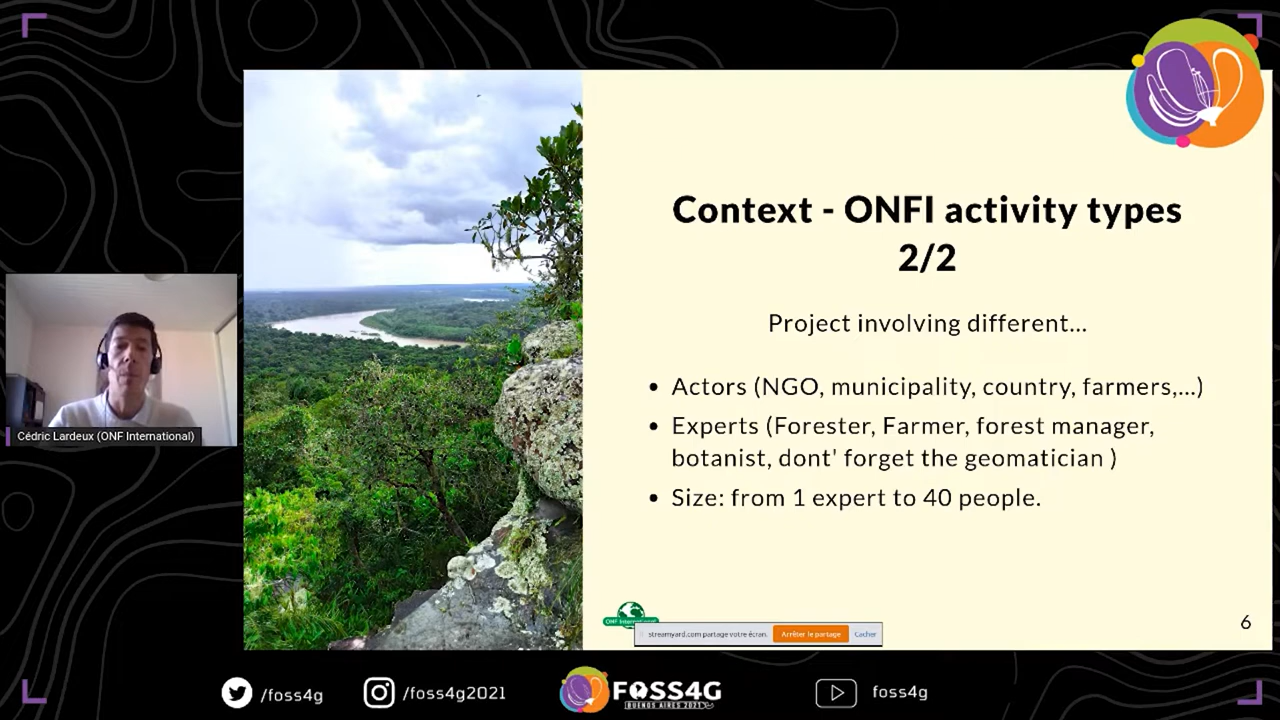 Context - ONFI activity types
2/2
Project involving different...
• Actors (NGO, municipality, country, farmers,...)
• Experts (Forester, Farmer, forest manager,
botanist, dont' forget the geomatician )
• Size: from 1 expert to 40 people.
Cédric Lardeux (ONF International)
ONF International
streamyard.com partage votre écran.
Arrêter le partage
Cacher
6
/foss4g
/foss4g2021
FOSS4G
BUENOS AIRES 2021
foss4g